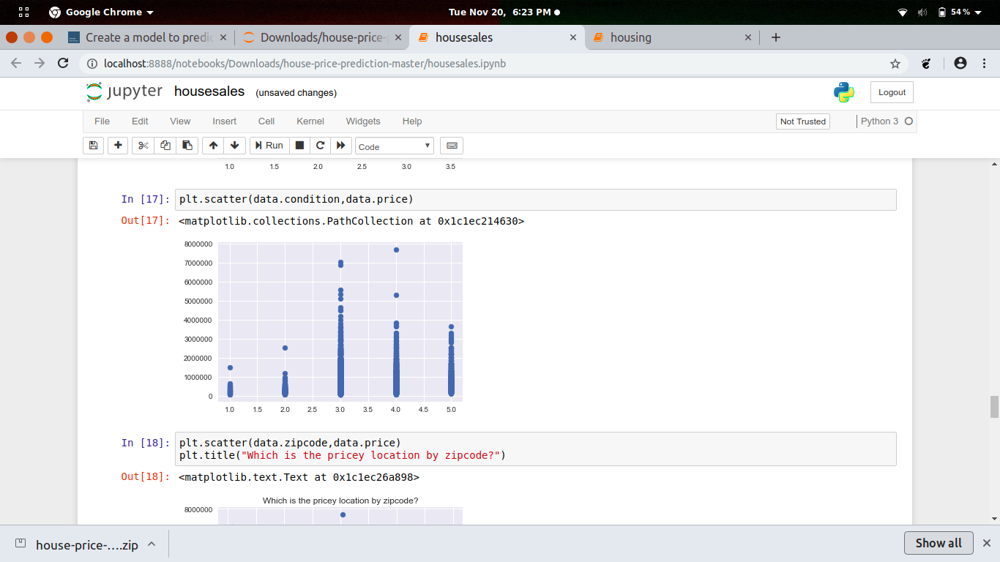 Google Chrome
Tue Nov 20, 6:23 PM
54 %
Create a model to predic
Downloads/house-price-
housesales
housing
localhost:8888/notebooks/Downloads/house-price-prediction-master/housesales.ipynb
jupyter housesales (unsaved changes)
Logout
File Edit View Insert Cell Kernel Widgets Help
Not Trusted
Python 3
Run
Code
1.0 1.5 2.0 2.5 3.0 3.5
In [17]: plt.scatter(data.condition,data.price)
Out[17]: <matplotlib.collections.PathCollection at 0x1c1ec214630>
8000000
7000000
6000000
5000000
4000000
3000000
2000000
1000000
0
1.0 1.5 2.0 2.5 3.0 3.5 4.0 4.5 5.0
In [18]: plt.scatter(data.zipcode,data.price)
plt.title("Which is the pricey location by zipcode?")
Out[18]: <matplotlib.text.Text at 0x1c1ec26a898>
Which is the pricey location by zipcode?
8000000
house-price-....zip
Show all